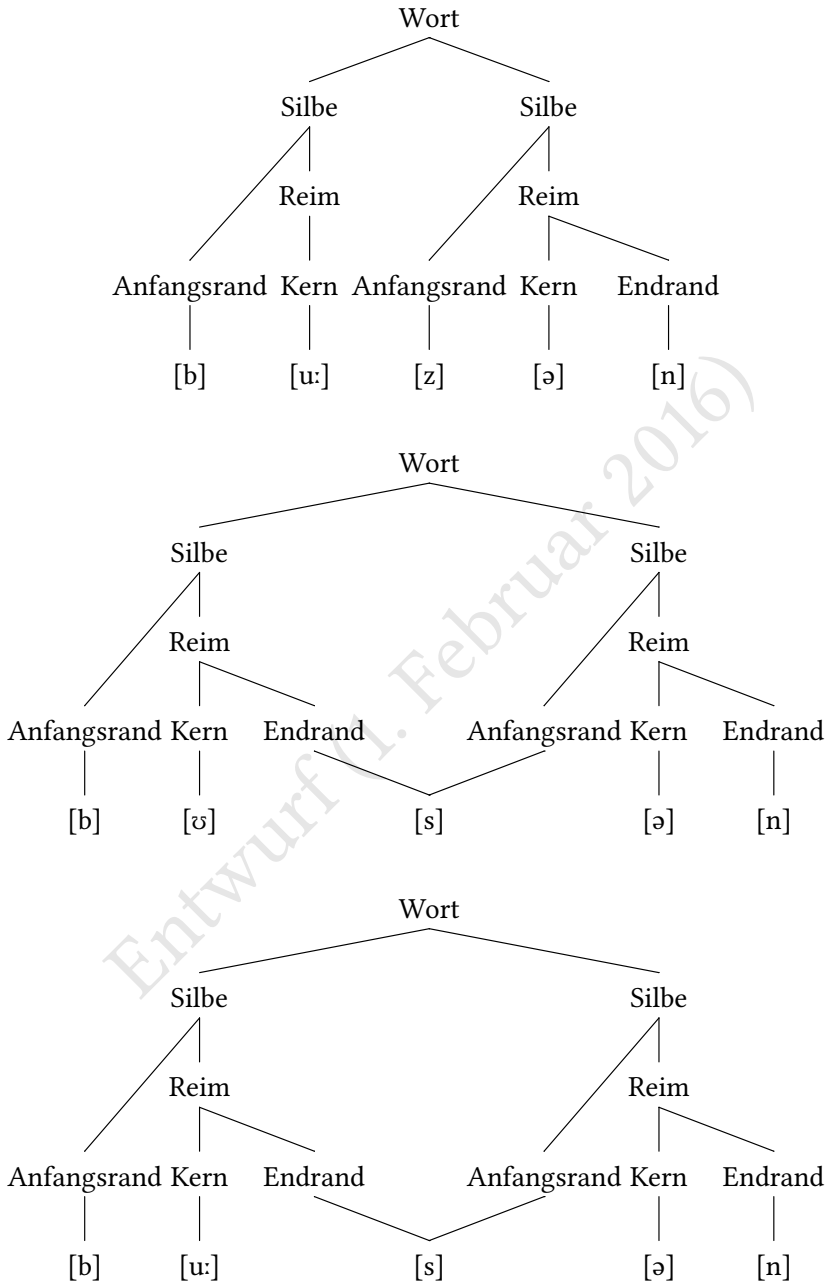 Wort
Silbe Silbe
Reim Reim
Anfangsrand Kern Anfangsrand Kern Endrand
[b] [uː] [z] [ə] [n]
Wort
Silbe Silbe
Reim Reim
Anfangsrand Kern Endrand Anfangsrand Kern Endrand
[b] [ʊ] [s] [ə] [n]
Wort
Silbe Silbe
Reim Reim
Anfangsrand Kern Endrand Anfangsrand Kern Endrand
[b] [uː] [s] [ə] [n]
Entwurf (1. Februar 2016)